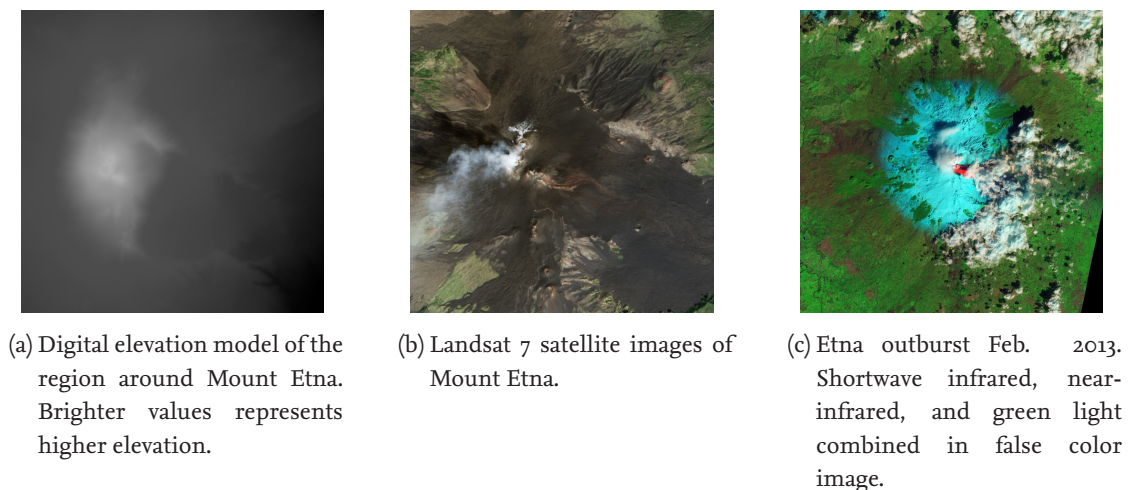 (a) Digital elevation model of the
region around Mount Etna.
Brighter values represents
higher elevation.
(b) Landsat 7 satellite images of
Mount Etna.
(c) Etna outburst Feb. 2013.
Shortwave infrared, near-
infrared, and green light
combined in false color
image.